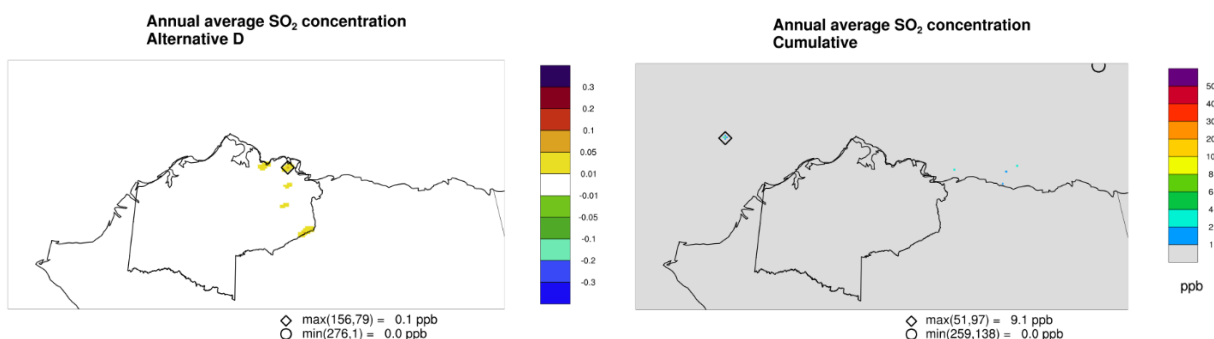 Annual average SO₂ concentration
Alternative D
0.3
0.2
0.1
0.05
0.01
-0.01
-0.05
-0.1
-0.2
-0.3
max(156,79) = 0.1 ppb
min(276,1) = 0.0 ppb
Annual average SO₂ concentration
Cumulative
50
40
30
20
10
8
6
4
2
1
ppb
max(51,97) = 9.1 ppb
min(259,138) = 0.0 ppb